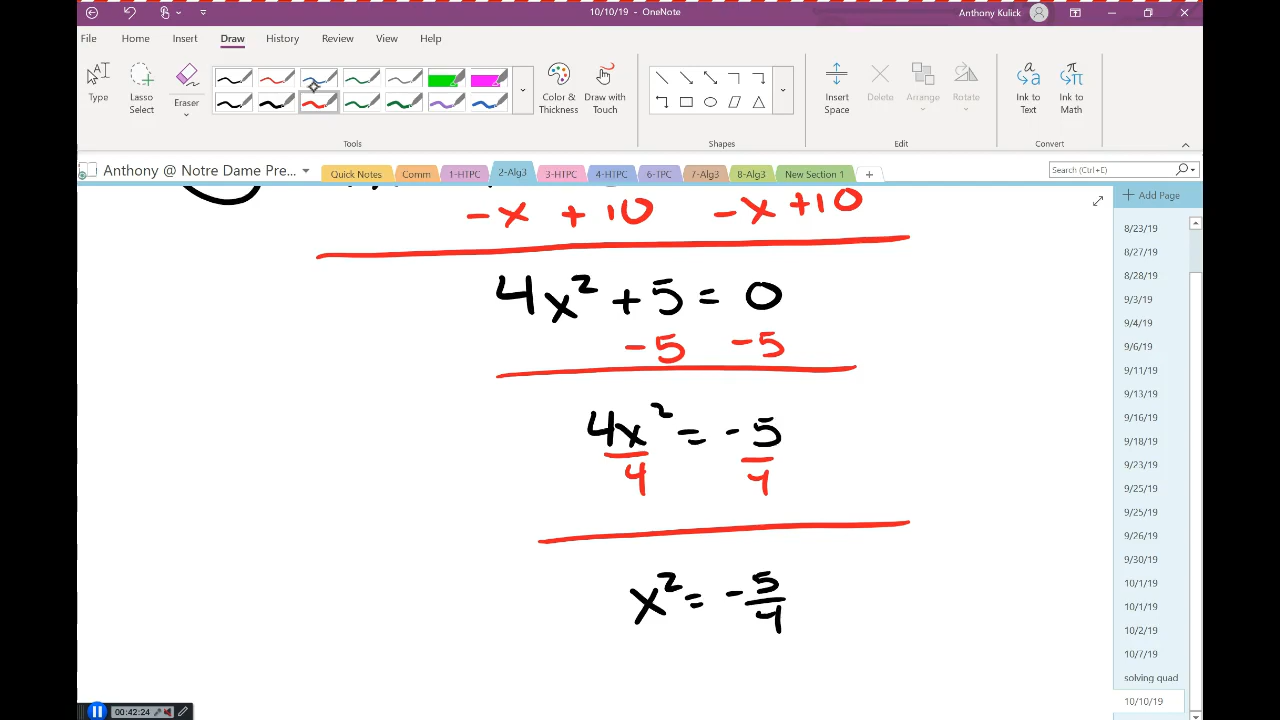 10/10/19 - OneNote
Anthony Kulick
File Home Insert Draw History Review View Help
Type
Lasso Select
Eraser
Color & Thickness
Draw with Touch
Insert Space
Delete
Arrange
Rotate
Ink to Text
Ink to Math
Tools
Shapes
Edit
Convert
Anthony @ Notre Dame Pre...
Quick Notes Comm 1-HTPC 2-Alg3 3-HTPC 4-HTPC 6-TPC 7-Alg3 8-Alg3 New Section 1
Search (Ctrl+E)
Add Page
8/23/19
8/27/19
8/28/19
9/3/19
9/4/19
9/6/19
9/11/19
9/13/19
9/16/19
9/18/19
9/23/19
9/25/19
9/25/19
9/26/19
9/30/19
10/1/19
10/1/19
10/2/19
10/7/19
solving quad
10/10/19
-x + 10 -x +10
4x² + 5 = 0
-5 -5
4x² = -5
4 4
x² = -5/4
00:42:24